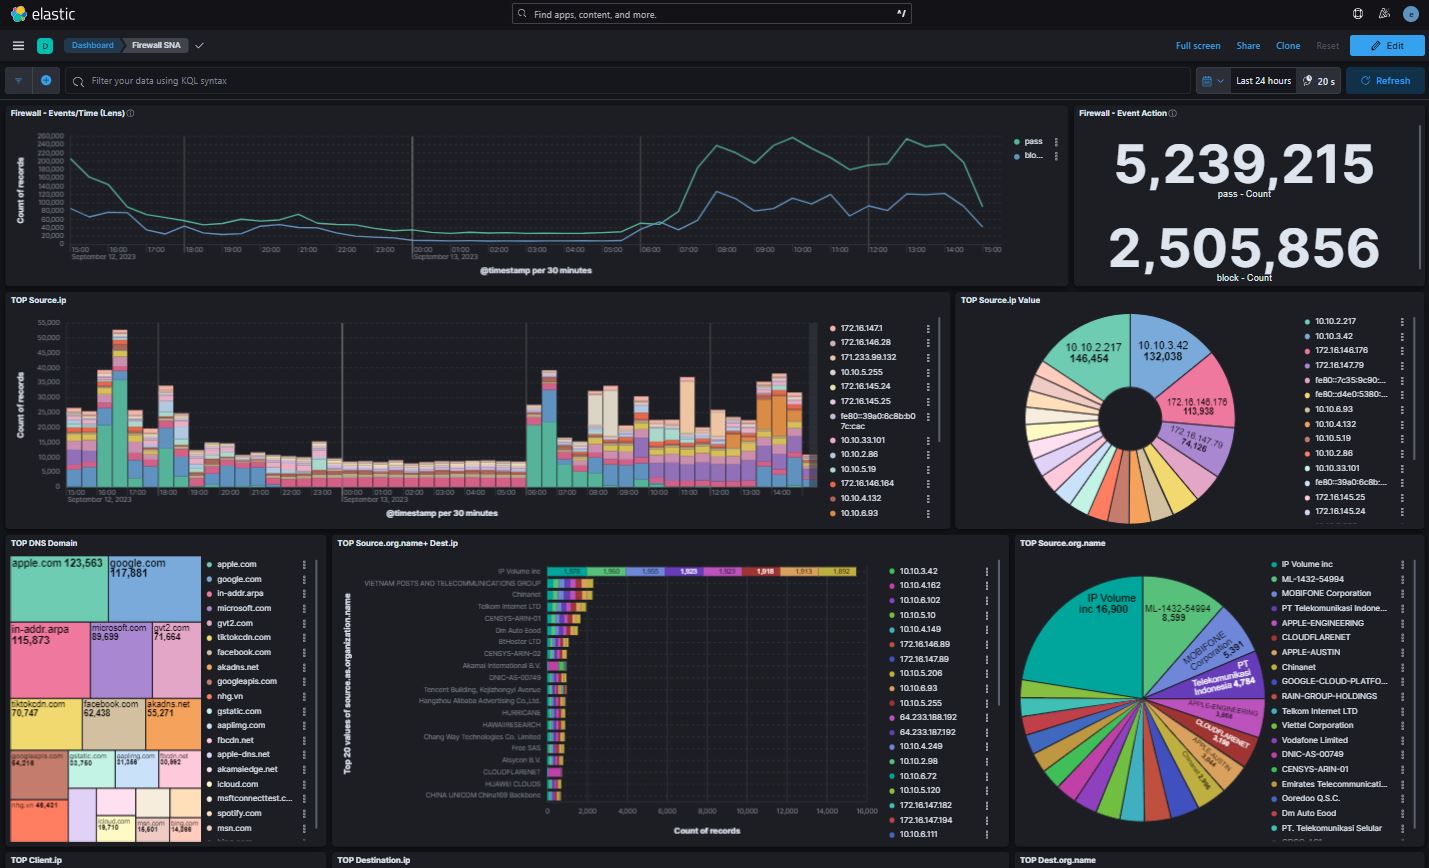 elastic
Find apps, content, and more.
^/
e
D
Dashboard
Firewall SNA
Full screen
Share
Clone
Reset
Edit
Filter your data using KQL syntax
Last 24 hours
20 s
Refresh
Firewall - Events/Time (Lens)
Count of records
260,000
240,000
220,000
200,000
180,000
160,000
140,000
120,000
100,000
80,000
60,000
40,000
20,000
0
15:00 16:00 17:00 18:00 19:00 20:00 21:00 22:00 23:00 00:00 01:00 02:00 03:00 04:00 05:00 06:00 07:00 08:00 09:00 10:00 11:00 12:00 13:00 14:00 15:00
September 12, 2023 September 13, 2023
@timestamp per 30 minutes
pass
blo...
Firewall - Event Action
5,239,215
pass - Count
2,505,856
block - Count
TOP Source.ip
Count of records
55,000
50,000
45,000
40,000
35,000
30,000
25,000
20,000
15,000
10,000
5,000
0
15:00 16:00 17:00 18:00 19:00 20:00 21:00 22:00 23:00 00:00 01:00 02:00 03:00 04:00 05:00 06:00 07:00 08:00 09:00 10:00 11:00 12:00 13:00 14:00
September 12, 2023 September 13, 2023
@timestamp per 30 minutes
172.16.147.1
172.16.146.28
171.233.99.132
10.10.5.255
172.16.145.24
172.16.145.25
fe80::39a0:6c8b:b0
7c:cac
10.10.33.101
10.10.2.86
10.10.5.19
172.16.146.164
10.10.4.132
10.10.6.93
TOP Source.ip Value
10.10.2.217
146,454
10.10.3.42
132,038
172.16.146.176
113,938
172.16.147.79
74,126
10.10.2.217
10.10.3.42
172.16.146.176
172.16.147.79
fe80::7c35:9c90:...
fe80::d4e0:5380:...
10.10.6.93
10.10.4.132
10.10.5.19
10.10.2.86
10.10.33.101
fe80::39a0:6c8b:...
172.16.145.25
172.16.145.24
TOP DNS Domain
apple.com 123,563
google.com
117,881
in-addr.arpa
115,873
microsoft.com
89,699
gvt2.com
71,664
tiktokcdn.com
70,747
facebook.com
62,438
akadns.net
55,271
googleapis.com
gstatic.com
aaplimg.com
fbcdn.net
nhg.vn 46,421
icloud.com
19,710
msn.com
bing.com
apple.com
google.com
in-addr.arpa
microsoft.com
gvt2.com
tiktokcdn.com
facebook.com
akadns.net
googleapis.com
nhg.vn
gstatic.com
aaplimg.com
fbcdn.net
apple-dns.net
akamaiedge.net
icloud.com
msftconnecttest.c...
spotify.com
msn.com
TOP Source.org.name+ Dest.ip
Top 20 values of source.as.organization.name
IP Volume inc
1,978 1,960 1,955 1,923 1,923 1,918 1,913 1,892
VIETNAM POSTS AND TELECOMMUNICATIONS GROUP
Chinanet
Telkom Internet LTD
CENSYS-ARIN-01
Dm Auto Eood
BtHoster LTD
CENSYS-ARIN-02
Akamai International B.V.
DNIC-AS-00749
Tencent Building, Kejizhongyi Avenue
Hangzhou Alibaba Advertising Co.,Ltd.
HURRICANE
HAWAIIRESEARCH
Chang Way Technologies Co. Limited
Free SAS
Alsycon B.V.
CLOUDFLARENET
HUAWEI CLOUDS
CHINA UNICOM China169 Backbone
0 2,000 4,000 6,000 8,000 10,000 12,000 14,000 16,000
Count of records
10.10.3.42
10.10.4.162
10.10.6.102
10.10.5.10
10.10.4.149
172.16.146.89
172.16.147.89
10.10.5.206
10.10.6.93
10.10.5.255
64.233.188.192
64.233.187.192
10.10.4.249
10.10.2.98
10.10.6.72
10.10.5.120
172.16.147.182
172.16.147.194
10.10.6.111
TOP Source.org.name
IP Volume
inc 16,900
ML-1432-54994
8,599
MOBIFONE
Corporation
5,391
PT
Telekomunikasi
Indonesia 4,784
APPLE-ENGINEERING
CLOUDFLARENET
APPLE-AUSTIN
Chinanet
IP Volume inc
ML-1432-54994
MOBIFONE Corporation
PT Telekomunikasi Indone...
APPLE-ENGINEERING
CLOUDFLARENET
APPLE-AUSTIN
Chinanet
GOOGLE-CLOUD-PLATFO...
RAIN-GROUP-HOLDINGS
Telkom Internet LTD
Viettel Corporation
Vodafone Limited
DNIC-AS-00749
CENSYS-ARIN-01
Emirates Telecommunicati...
Ooredoo Q.S.C.
Dm Auto Eood
PT. Telekomunikasi Selular
TOP Client.ip
TOP Destination.ip
TOP Dest.org.name